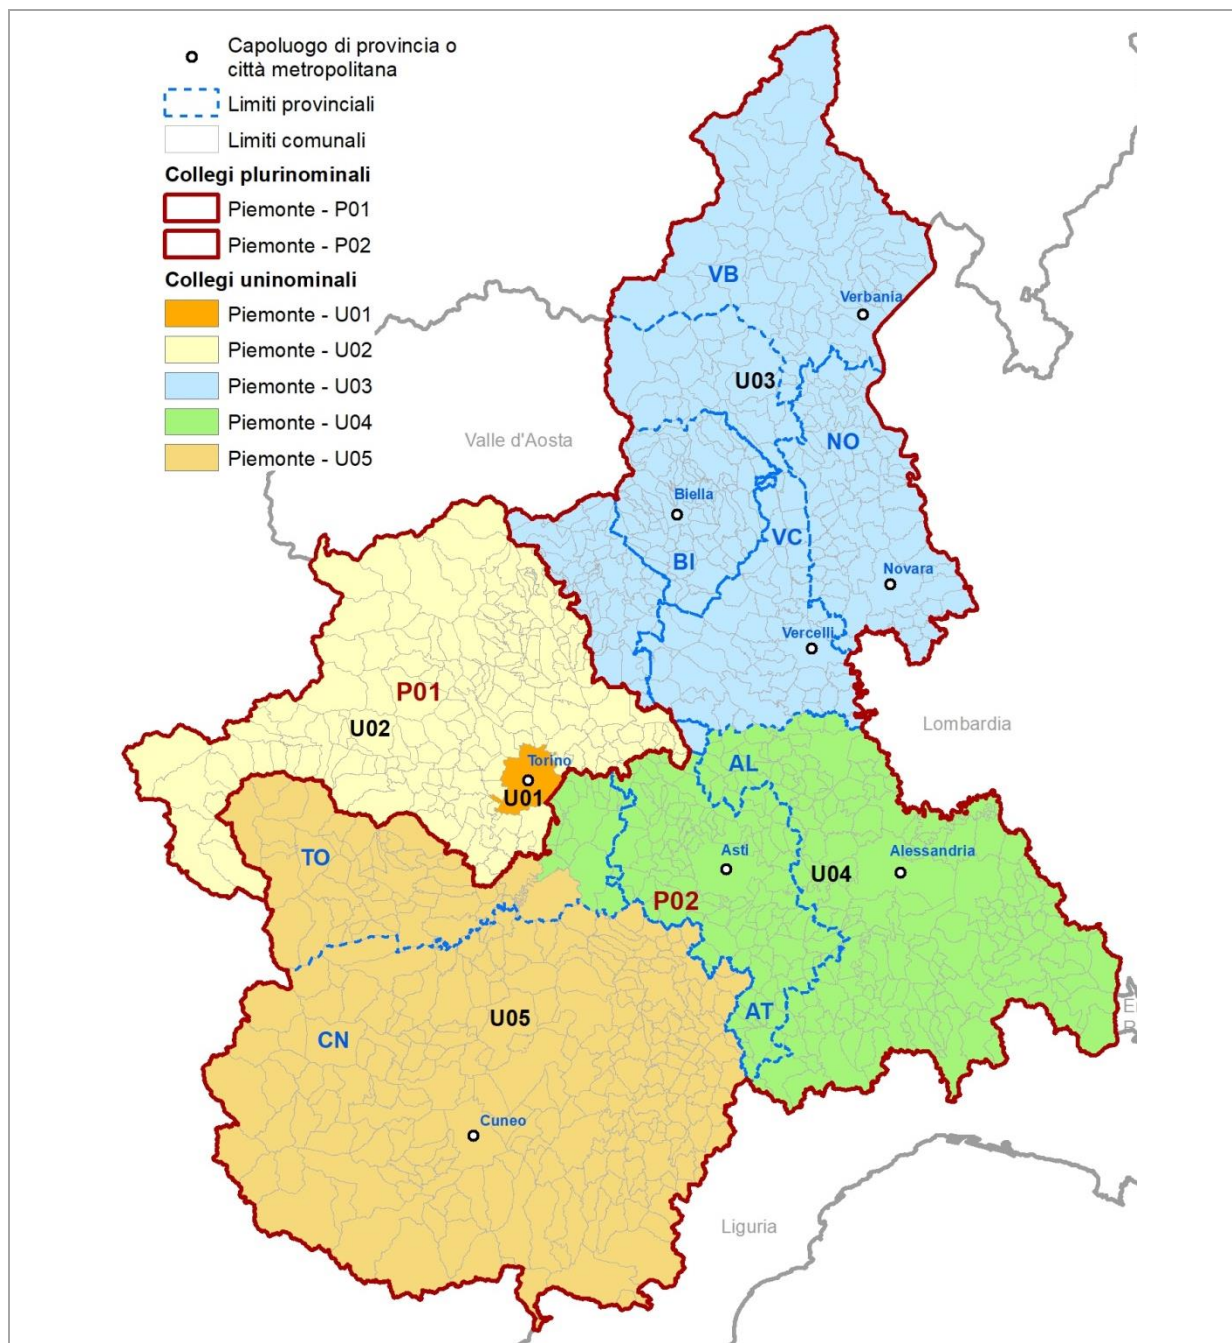 Capoluogo di provincia o
città metropolitana
Limiti provinciali
Limiti comunali
Collegi plurinominali
Piemonte - P01
Piemonte - P02
Collegi uninominali
Piemonte - U01
Piemonte - U02
Piemonte - U03
Piemonte - U04
Piemonte - U05
VB
Verbania
U03
NO
Valle d'Aosta
Biella
VC
BI
Novara
Vercelli
P01
U02
Lombardia
Torino
AL
U01
TO
Asti
U04
Alessandria
P02
AT
U05
CN
Cuneo
Liguria